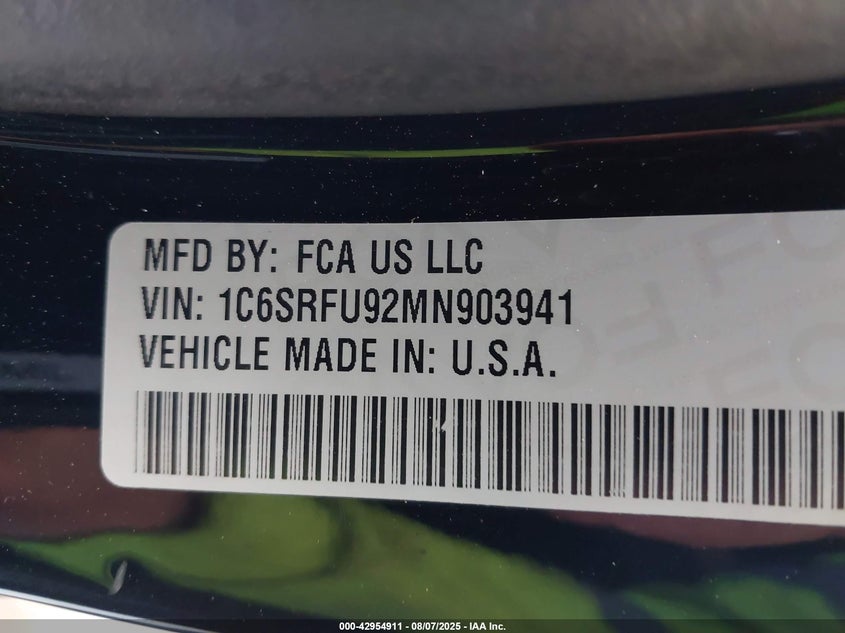 MFD BY: FCA US LLC
VIN: 1C6SRFU92MN903941
VEHICLE MADE IN: U.S.A.
000-42954911 - 08/07/2025 - IAA Inc.